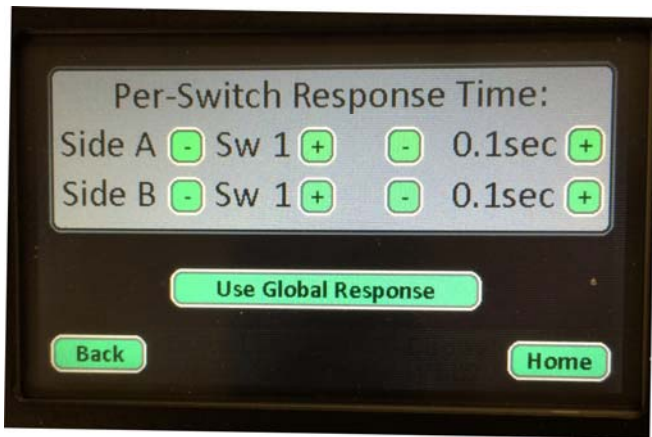 Per-Switch Response Time:
Side A - Sw 1 + - 0.1sec +
Side B - Sw 1 + - 0.1sec +
Use Global Response
Back
Home